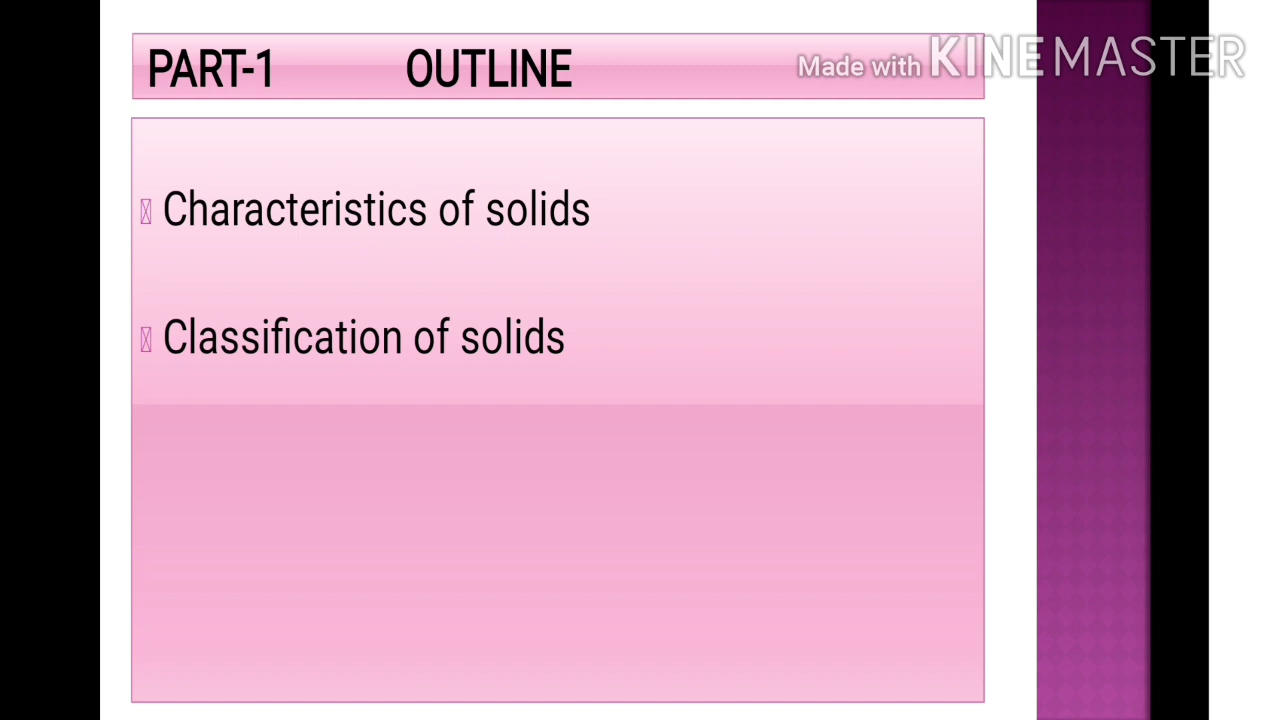 PART-1 OUTLINE
Made with KINEMASTER
Characteristics of solids
Classification of solids